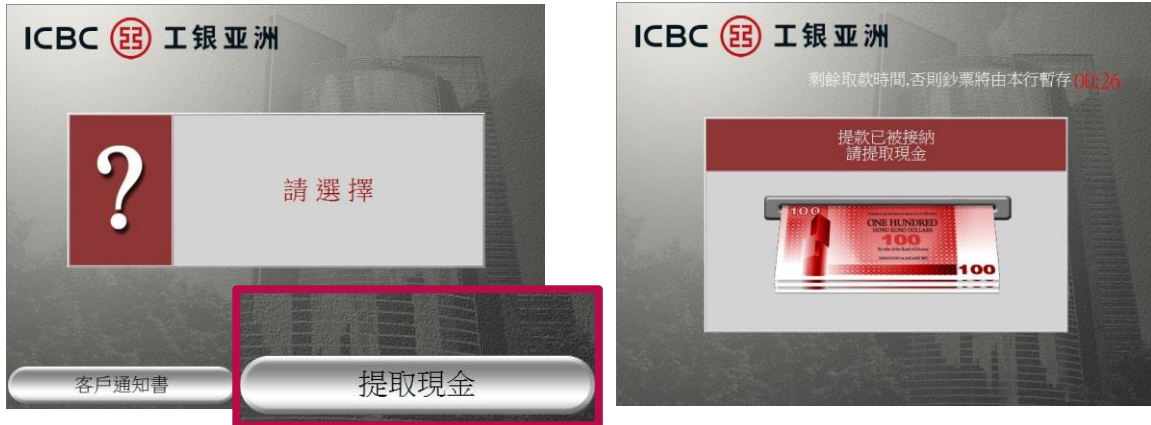 ICBC 工银亚洲
請選擇
客戶通知書
提取現金
ICBC 工银亚洲
剩餘取款時間,否則鈔票將由本行暫存 00:26
提款已被接納
請提取現金
100
ONE HUNDRED
HONG KONG DOLLARS
100
100